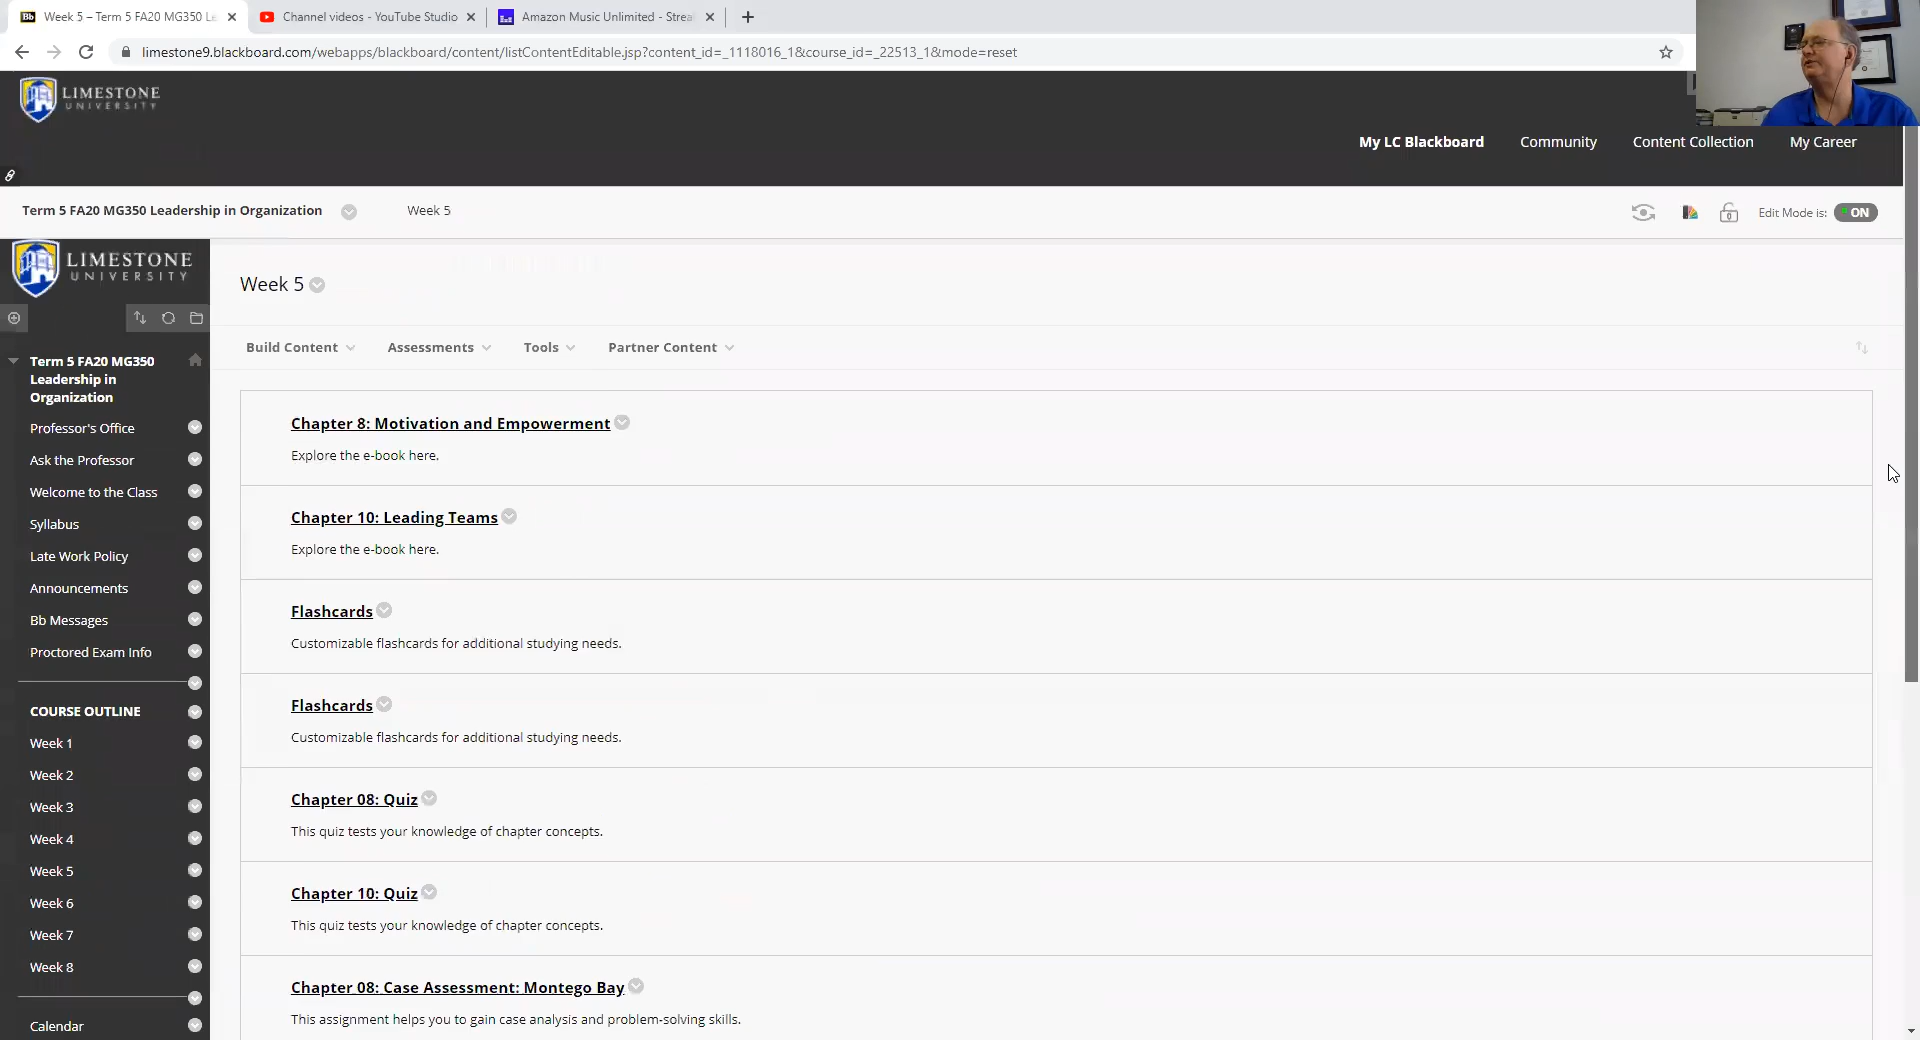 Week 5 – Term 5 FA20 MG350 Le
Channel videos - YouTube Studio
Amazon Music Unlimited - Strea
limestone9.blackboard.com/webapps/blackboard/content/listContentEditable.jsp?content_id=_1118016_1&course_id=_22513_1&mode=reset
LIMESTONE
UNIVERSITY
My LC Blackboard
Community
Content Collection
My Career
Term 5 FA20 MG350 Leadership in Organization
Week 5
Edit Mode is:
ON
LIMESTONE
UNIVERSITY
Term 5 FA20 MG350
Leadership in
Organization
Professor's Office
Ask the Professor
Welcome to the Class
Syllabus
Late Work Policy
Announcements
Bb Messages
Proctored Exam Info
COURSE OUTLINE
Week 1
Week 2
Week 3
Week 4
Week 5
Week 6
Week 7
Week 8
Calendar
Week 5
Build Content
Assessments
Tools
Partner Content
Chapter 8: Motivation and Empowerment
Explore the e-book here.
Chapter 10: Leading Teams
Explore the e-book here.
Flashcards
Customizable flashcards for additional studying needs.
Flashcards
Customizable flashcards for additional studying needs.
Chapter 08: Quiz
This quiz tests your knowledge of chapter concepts.
Chapter 10: Quiz
This quiz tests your knowledge of chapter concepts.
Chapter 08: Case Assessment: Montego Bay
This assignment helps you to gain case analysis and problem-solving skills.